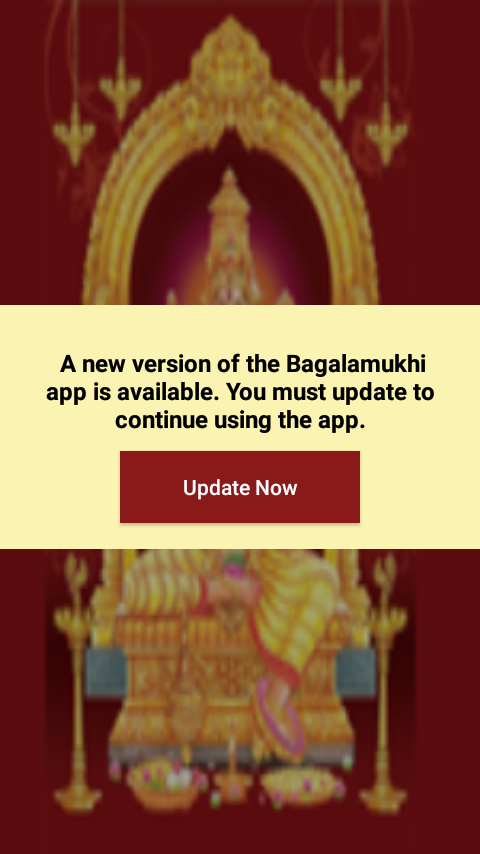 A new version of the Bagalamukhi
app is available. You must update to
continue using the app.
Update Now